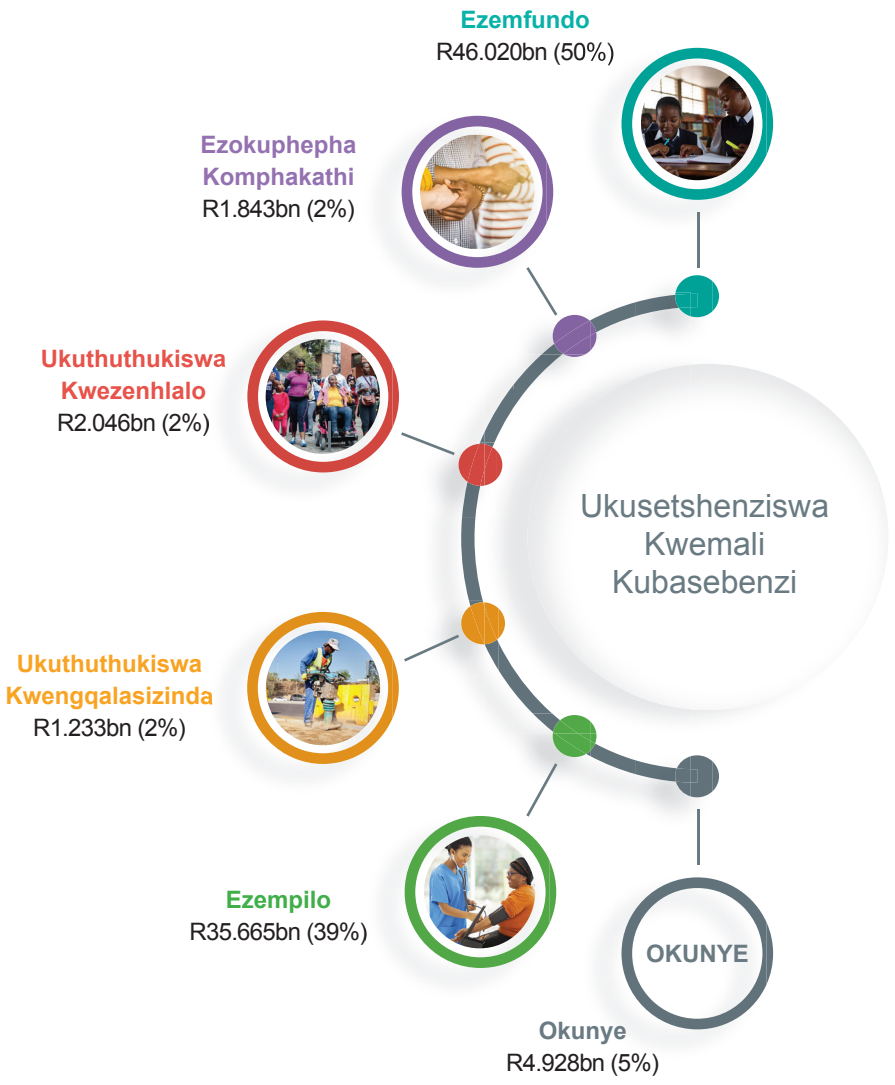 Ezemfundo
R46.020bn (50%)
Ezokuphepha
Komphakathi
R1.843bn (2%)
Ukuthuthukiswa
Kwezenhlalo
R2.046bn (2%)
Ukusetshenziswa
Kwemali
Kubasebenzi
Ukuthuthukiswa
Kwengqalasizinda
R1.233bn (2%)
Ezempilo
R35.665bn (39%)
OKUNYE
Okunye
R4.928bn (5%)